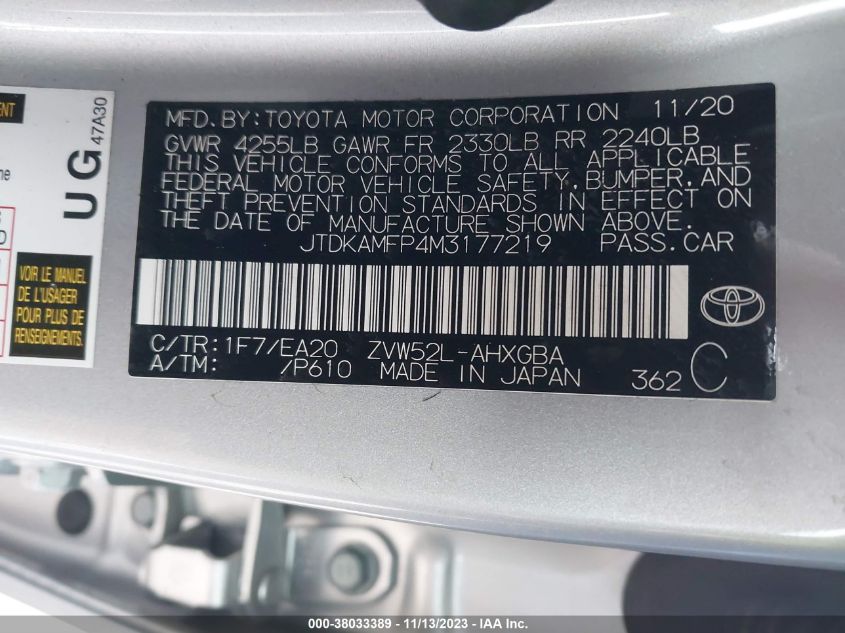 ENT
47A30
UG
ne
S
D
VOIR LE MANUEL
DE L'USAGER
POUR PLUS DE
RENSEIGNEMENTS.
MFD. BY: TOYOTA MOTOR CORPORATION 11/20
GVWR 4255LB GAWR FR 2330LB RR 2240LB
THIS VEHICLE CONFORMS TO ALL APPLICABLE
FEDERAL MOTOR VEHICLE SAFETY, BUMPER, AND
THEFT PREVENTION STANDARDS IN EFFECT ON
THE DATE OF MANUFACTURE SHOWN ABOVE.
JTDKAMFP4M3177219 PASS.CAR
C/TR: 1F7/EA20 ZVW52L-AHXGBA
A/TM: /P610 MADE IN JAPAN 362 C
©-38033389 - 11/13/2023 - IAA Inc.